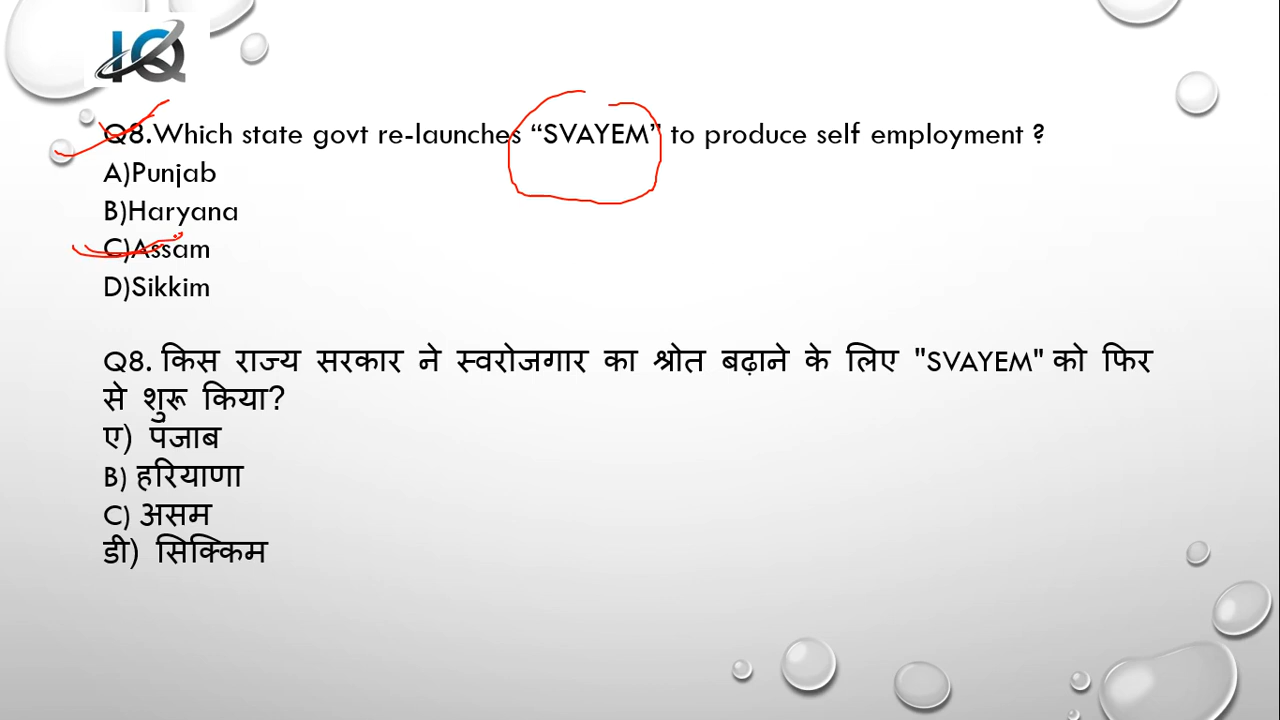 IQ
Q8.Which state govt re-launches “SVAYEM” to produce self employment ?
A)Punjab
B)Haryana
C)Assam
D)Sikkim
Q8. किस राज्य सरकार ने स्वरोजगार का श्रोत बढ़ाने के लिए "SVAYEM" को फिर
से शुरू किया?
ए) पंजाब
B) हरियाणा
C) असम
डी) सिक्किम